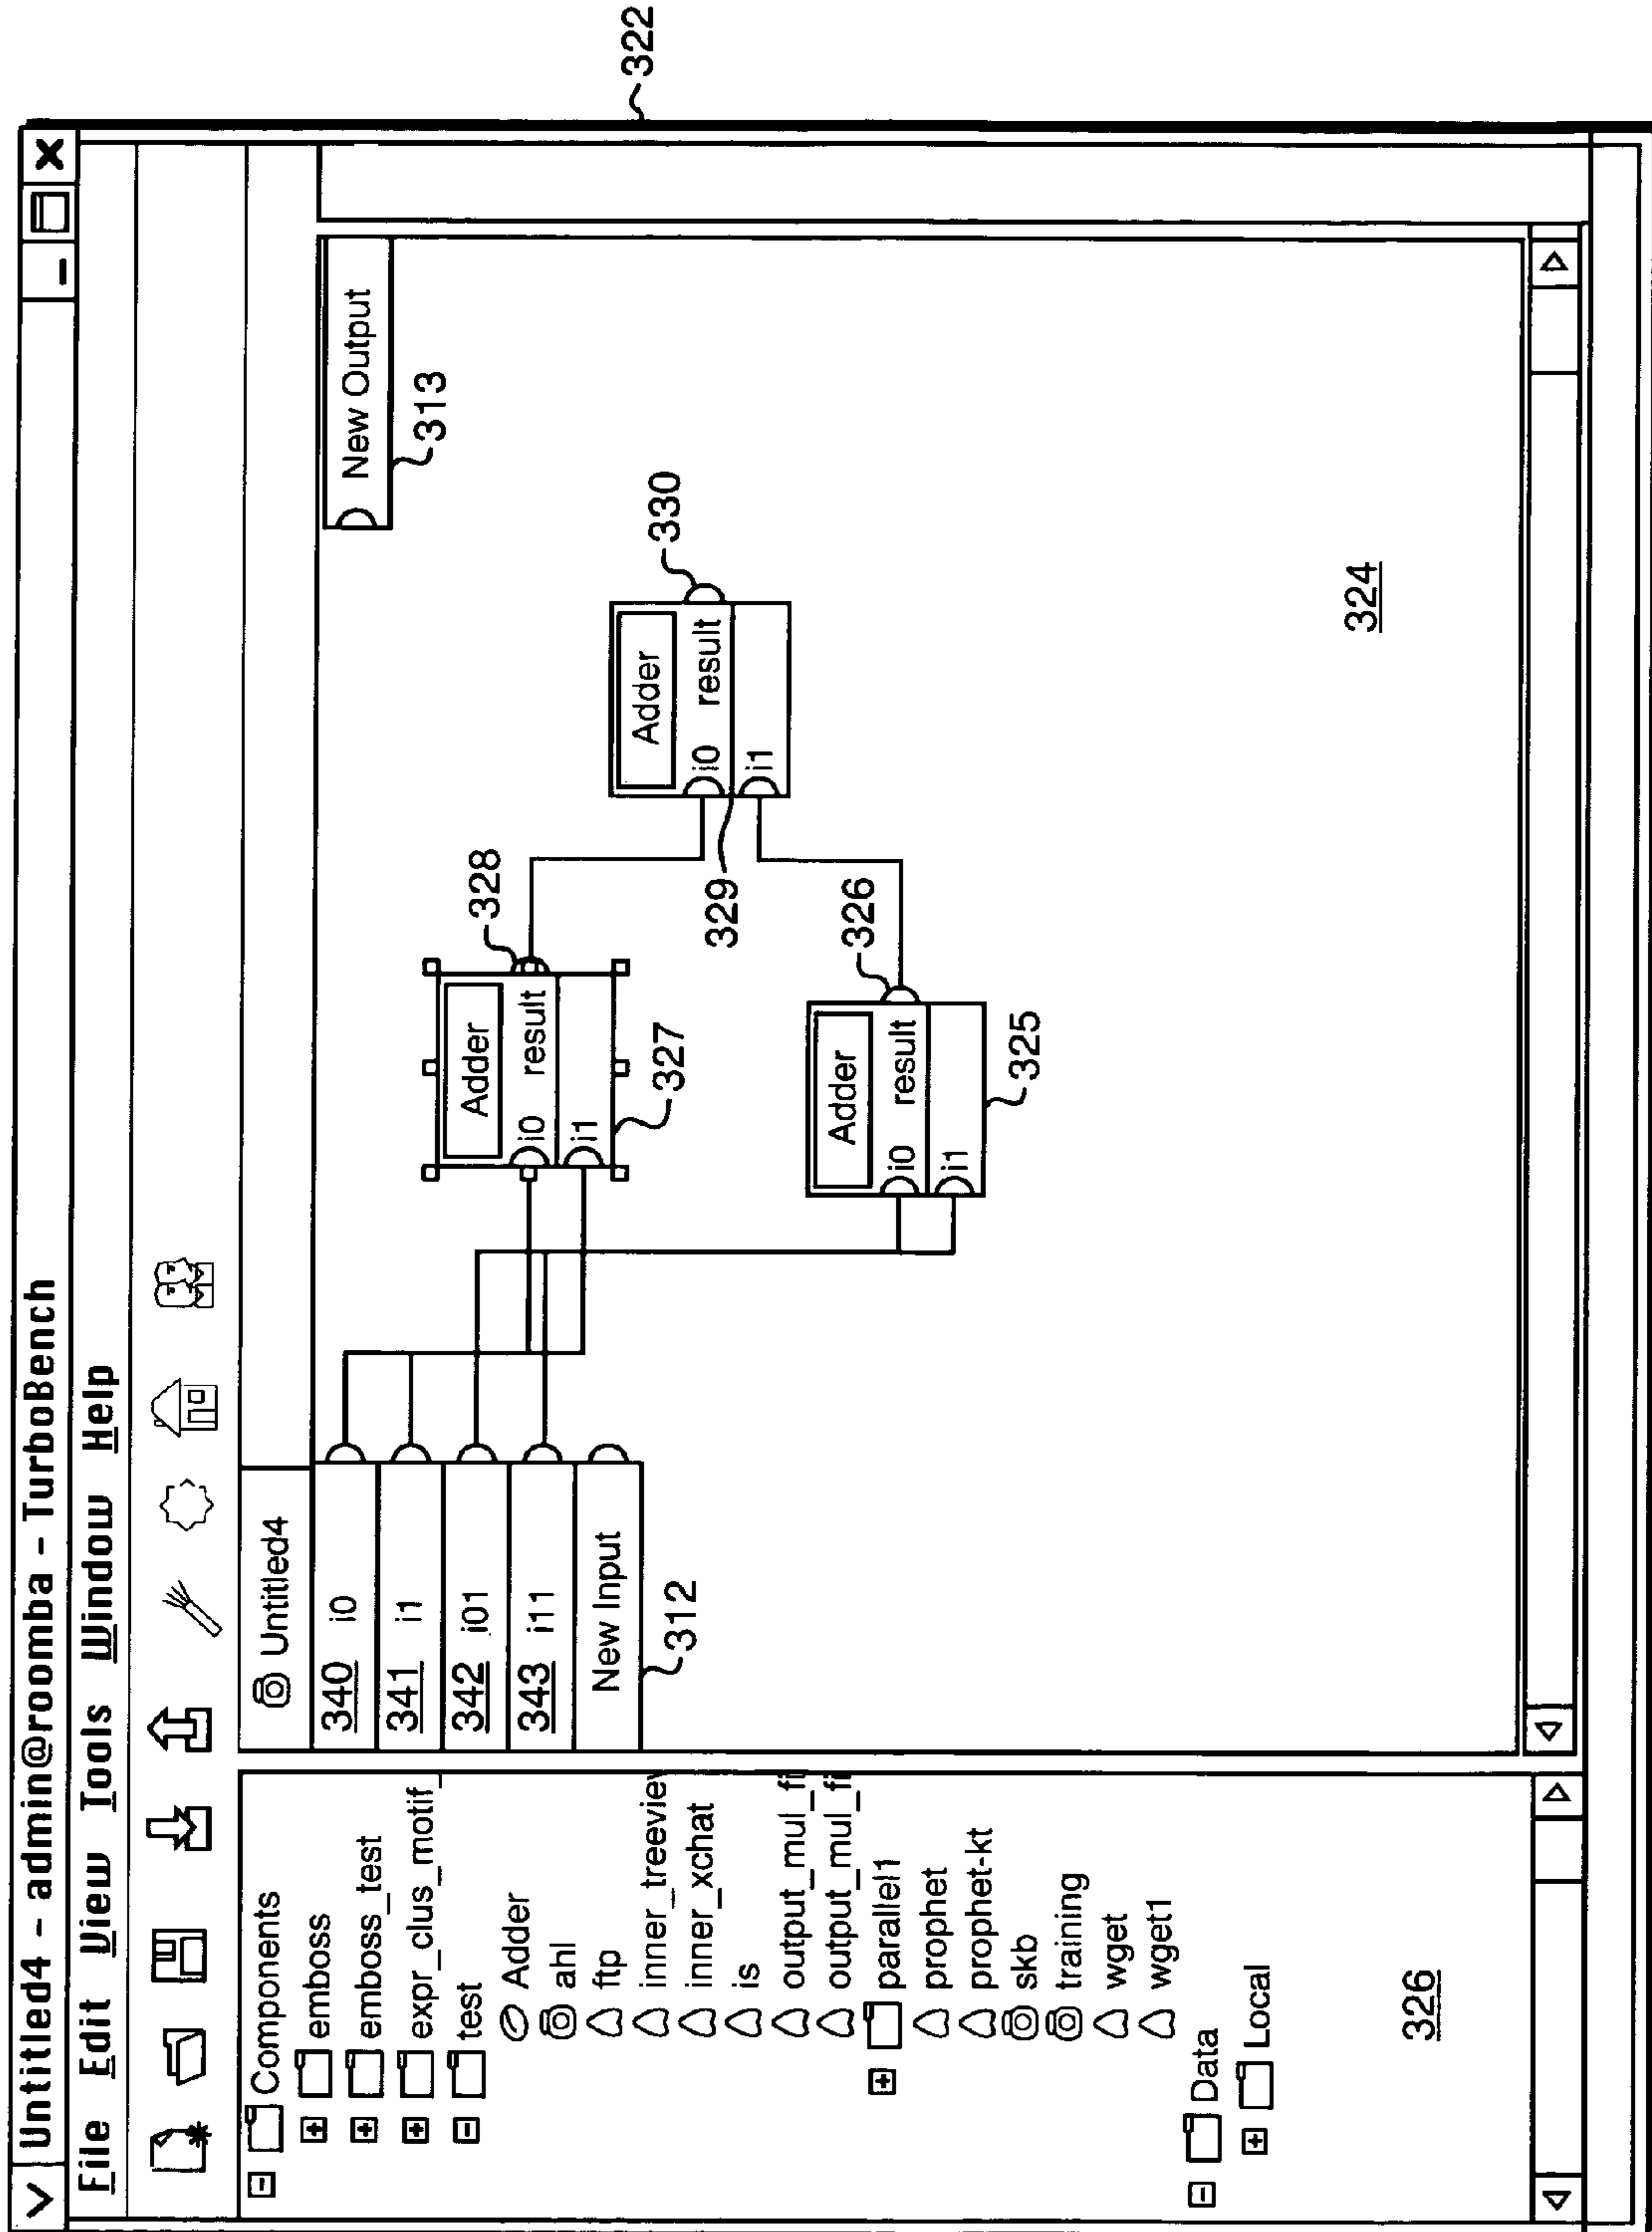 Untitled4 - admin@roomba - TurboBench
File Edit View Tools Window Help
322
Components
emboss
emboss_test
expr_clus_motif_
test
Adder
ahl
ftp
inner_treevie
inner_xchat
is
output_mul_fi
output_mul_fi
parallel1
prophet
prophet-kt
skb
training
wget
wget1
Data
Local
326
Untitled4
340 i0
341 i1
342 i01
343 i11
New Input
312
New Output
313
Adder
i0 result
i1
328
327
Adder
i0 result
i1
330
329
Adder
i0 result
i1
326
325
324